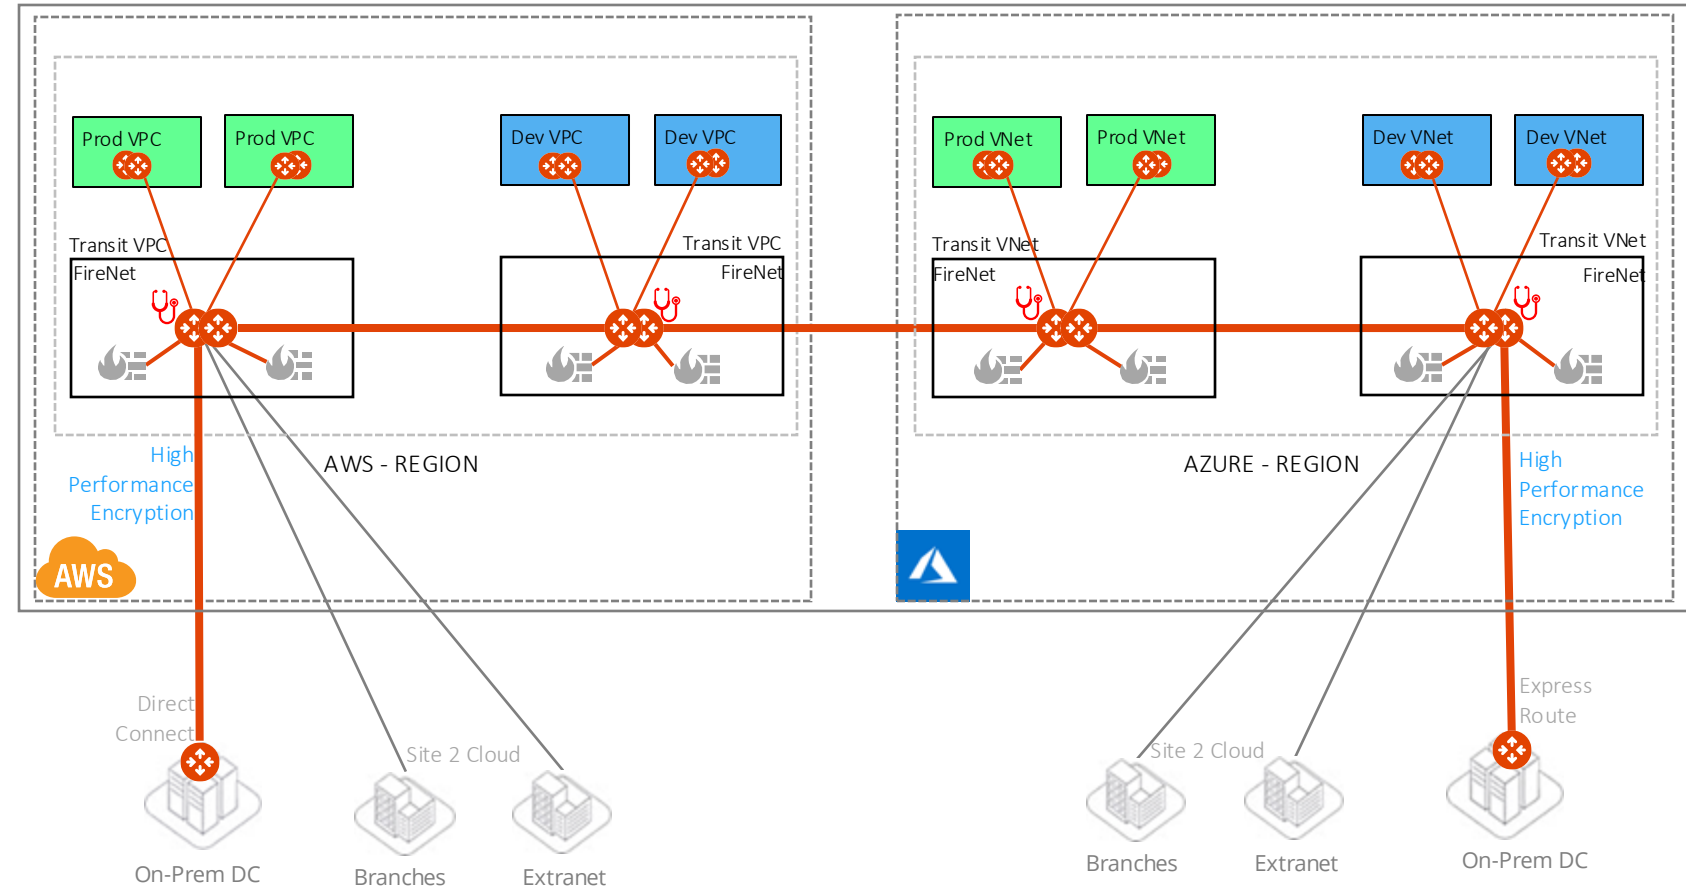 Prod VPC
Prod VPC
Dev VPC
Dev VPC
Prod VNet
Prod VNet
Dev VNet
Dev VNet
Transit VPC
FireNet
Transit VPC
FireNet
Transit VNet
FireNet
Transit VNet
FireNet
High
Performance
Encryption
AWS - REGION
AZURE - REGION
High
Performance
Encryption
AWS
Direct
Connect
Site 2 Cloud
Site 2 Cloud
Express
Route
On-Prem DC
Branches
Extranet
Branches
Extranet
On-Prem DC